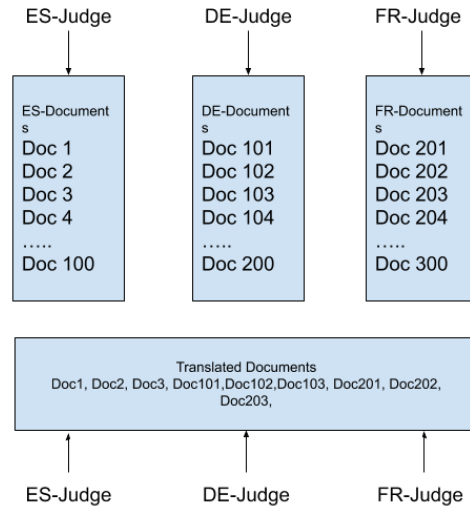 ES-Judge
DE-Judge
FR-Judge
ES-Document
s
Doc 1
Doc 2
Doc 3
Doc 4
.....
Doc 100
DE-Document
s
Doc 101
Doc 102
Doc 103
Doc 104
.....
Doc 200
FR-Document
s
Doc 201
Doc 202
Doc 203
Doc 204
.....
Doc 300
Translated Documents
Doc1, Doc2, Doc3, Doc101,Doc102,Doc103, Doc201, Doc202,
Doc203,
ES-Judge
DE-Judge
FR-Judge